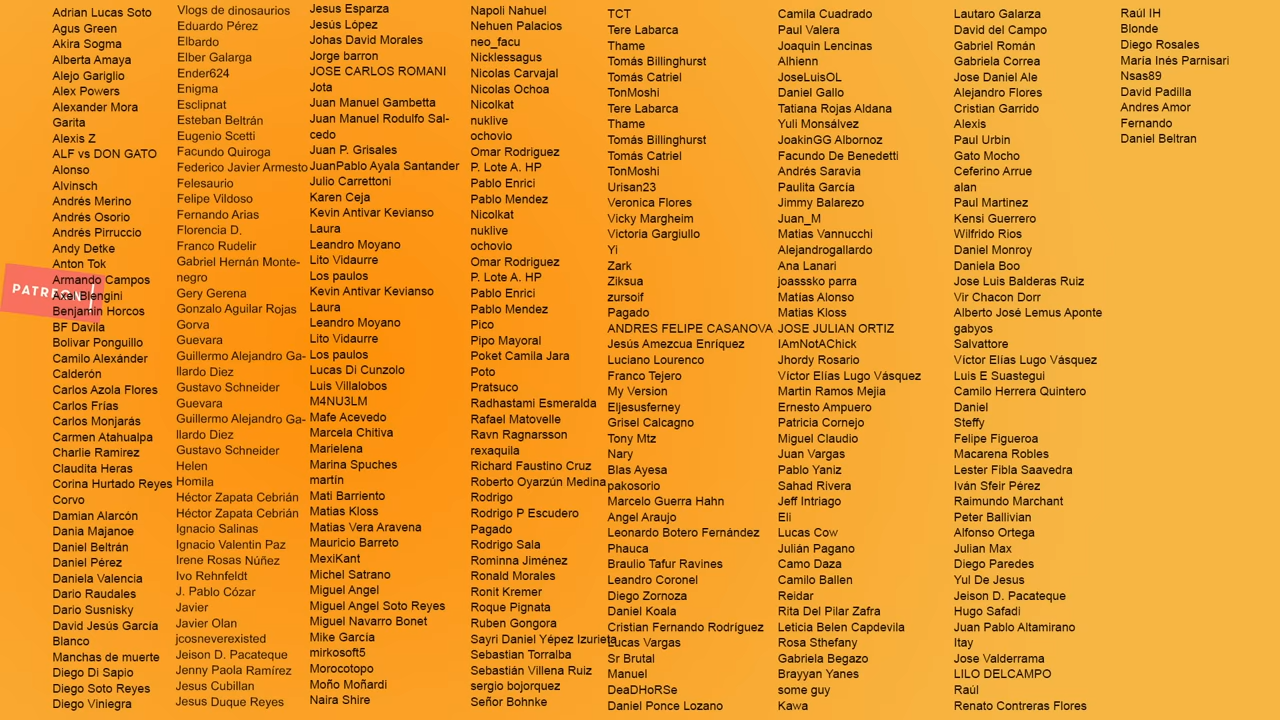 Adrian Lucas Soto
Agus Green
Akira Sogma
Alberta Amaya
Alejo Gariglio
Alex Powers
Alexander Mora
Garita
Alexis Z
ALF vs DON GATO
Alonso
Alvinsch
Andrés Merino
Andrés Osorio
Andrés Pirruccio
Andy Detke
Anton Tok
Armando Campos
Axel Blengini
Benjamin Horcos
BF Davila
Bolivar Ponguillo
Camilo Alexánder
Calderón
Carlos Azola Flores
Carlos Frías
Carlos Monjarás
Carmen Atahualpa
Charlie Ramirez
Claudita Heras
Corina Hurtado Reyes
Corvo
Damian Alarcón
Dania Majanoe
Daniel Beltrán
Daniel Pérez
Daniela Valencia
Dario Raudales
Dario Susnisky
David Jesús García
Blanco
Manchas de muerte
Diego Di Sapio
Diego Soto Reyes
Diego Viniegra
PATREON
Vlogs de dinosaurios
Eduardo Pérez
Elbardo
Elber Galarga
Ender624
Enigma
Esclipnat
Esteban Beltrán
Eugenio Scetti
Facundo Quiroga
Federico Javier Armesto
Felesaurio
Felipe Vildoso
Fernando Arias
Florencia D.
Franco Rudelir
Gabriel Hernán Monte-
negro
Gery Gerena
Gonzalo Aguilar Rojas
Gorva
Guevara
Guillermo Alejandro Ga-
llardo Diez
Gustavo Schneider
Guevara
Guillermo Alejandro Ga-
llardo Diez
Gustavo Schneider
Helen
Homila
Héctor Zapata Cebrián
Héctor Zapata Cebrián
Ignacio Salinas
Ignacio Valentin Paz
Irene Rosas Núñez
Ivo Rehnfeldt
J. Pablo Cózar
Javier
Javier Olan
jcosneverexisted
Jeison D. Pacateque
Jenny Paola Ramírez
Jesus Cubillan
Jesus Duque Reyes
Jesus Esparza
Jesús López
Johas David Morales
Jorge barron
JOSE CARLOS ROMANI
Jota
Juan Manuel Gambetta
Juan Manuel Rodulfo Sal-
cedo
Juan P. Grisales
JuanPablo Ayala Santander
Julio Carrettoni
Karen Ceja
Kevin Antivar Kevianso
Laura
Leandro Moyano
Lito Vidaurre
Los paulos
Kevin Antivar Kevianso
Laura
Leandro Moyano
Lito Vidaurre
Los paulos
Lucas Di Cunzolo
Luis Villalobos
M4NU3LM
Mafe Acevedo
Marcela Chitiva
Marielena
Marina Spuches
martín
Mati Barriento
Matias Kloss
Matias Vera Aravena
Mauricio Barreto
MexiKant
Michel Satrano
Miguel Angel
Miguel Angel Soto Reyes
Miguel Navarro Bonet
Mike García
mirkosoft5
Morocotopo
Moño Moñardi
Naira Shire
Napoli Nahuel
Nehuen Palacios
neo_facu
Nicklessagus
Nicolas Carvajal
Nicolas Ochoa
Nicolkat
nuklive
ochovio
Omar Rodriguez
P. Lote A. HP
Pablo Enrici
Pablo Mendez
Nicolkat
nuklive
ochovio
Omar Rodriguez
P. Lote A. HP
Pablo Enrici
Pablo Mendez
Pico
Pipo Mayoral
Poket Camila Jara
Poto
Pratsuco
Radhastami Esmeralda
Rafael Matovelle
Ravn Ragnarsson
rexaquila
Richard Faustino Cruz
Roberto Oyarzún Medina
Rodrigo
Rodrigo P Escudero
Pagado
Rodrigo Sala
Rominna Jiménez
Ronald Morales
Ronit Kremer
Roque Pignata
Ruben Gongora
Sayri Daniel Yépez Izurieta
Sebastian Torralba
Sebastián Villena Ruiz
sergio bojorquez
Señor Bohnke
TCT
Tere Labarca
Thame
Tomás Billinghurst
Tomás Catriel
TonMoshi
Tere Labarca
Thame
Tomás Billinghurst
Tomás Catriel
TonMoshi
Urisan23
Veronica Flores
Vicky Margheim
Victoria Gargiullo
Yi
Zark
Ziksua
zursoif
Pagado
ANDRES FELIPE CASANOVA
Jesús Amezcua Enríquez
Luciano Lourenco
Franco Tejero
My Version
Eljesusferney
Grisel Calcagno
Tony Mtz
Nary
Blas Ayesa
pakosorio
Marcelo Guerra Hahn
Angel Araujo
Leonardo Botero Fernández
Phauca
Braulio Tafur Ravines
Leandro Coronel
Diego Zornoza
Daniel Koala
Cristian Fernando Rodríguez
Lucas Vargas
Sr Brutal
Manuel
DeaDHoRSe
Daniel Ponce Lozano
Camila Cuadrado
Paul Valera
Joaquin Lencinas
Alhienn
JoseLuisOL
Daniel Gallo
Tatiana Rojas Aldana
Yuli Monsálvez
JoakinGG Albornoz
Facundo De Benedetti
Andrés Saravia
Paulita García
Jimmy Balarezo
Juan_M
Matias Vannucchi
Alejandrogallardo
Ana Lanari
joasssko parra
Matias Alonso
Matias Kloss
JOSE JULIAN ORTIZ
IAmNotAChick
Jhordy Rosario
Víctor Elías Lugo Vásquez
Martin Ramos Mejia
Ernesto Ampuero
Patricia Cornejo
Miguel Claudio
Juan Vargas
Pablo Yaniz
Sahad Rivera
Jeff Intriago
Eli
Lucas Cow
Julián Pagano
Camo Daza
Camilo Ballen
Reidar
Rita Del Pilar Zafra
Leticia Belen Capdevila
Rosa Sthefany
Gabriela Begazo
Brayyan Yanes
some guy
Kawa
Lautaro Galarza
David del Campo
Gabriel Román
Gabriela Correa
Jose Daniel Ale
Alejandro Flores
Cristian Garrido
Alexis
Paul Urbin
Gato Mocho
Ceferino Arrue
alan
Paul Martinez
Kensi Guerrero
Wilfrido Rios
Daniel Monroy
Daniela Boo
Jose Luis Balderas Ruiz
Vir Chacon Dorr
Alberto José Lemus Aponte
gabyos
Salvattore
Víctor Elías Lugo Vásquez
Luis E Suastegui
Camilo Herrera Quintero
Daniel
Steffy
Felipe Figueroa
Macarena Robles
Lester Fibla Saavedra
Iván Sfeir Pérez
Raimundo Marchant
Peter Ballivian
Alfonso Ortega
Julian Max
Diego Paredes
Yul De Jesus
Jeison D. Pacateque
Hugo Safadi
Juan Pablo Altamirano
Itay
Jose Valderrama
LILO DELCAMPO
Raúl
Renato Contreras Flores
Raúl IH
Blonde
Diego Rosales
María Inés Parnisari
Nsas89
David Padilla
Andres Amor
Fernando
Daniel Beltran